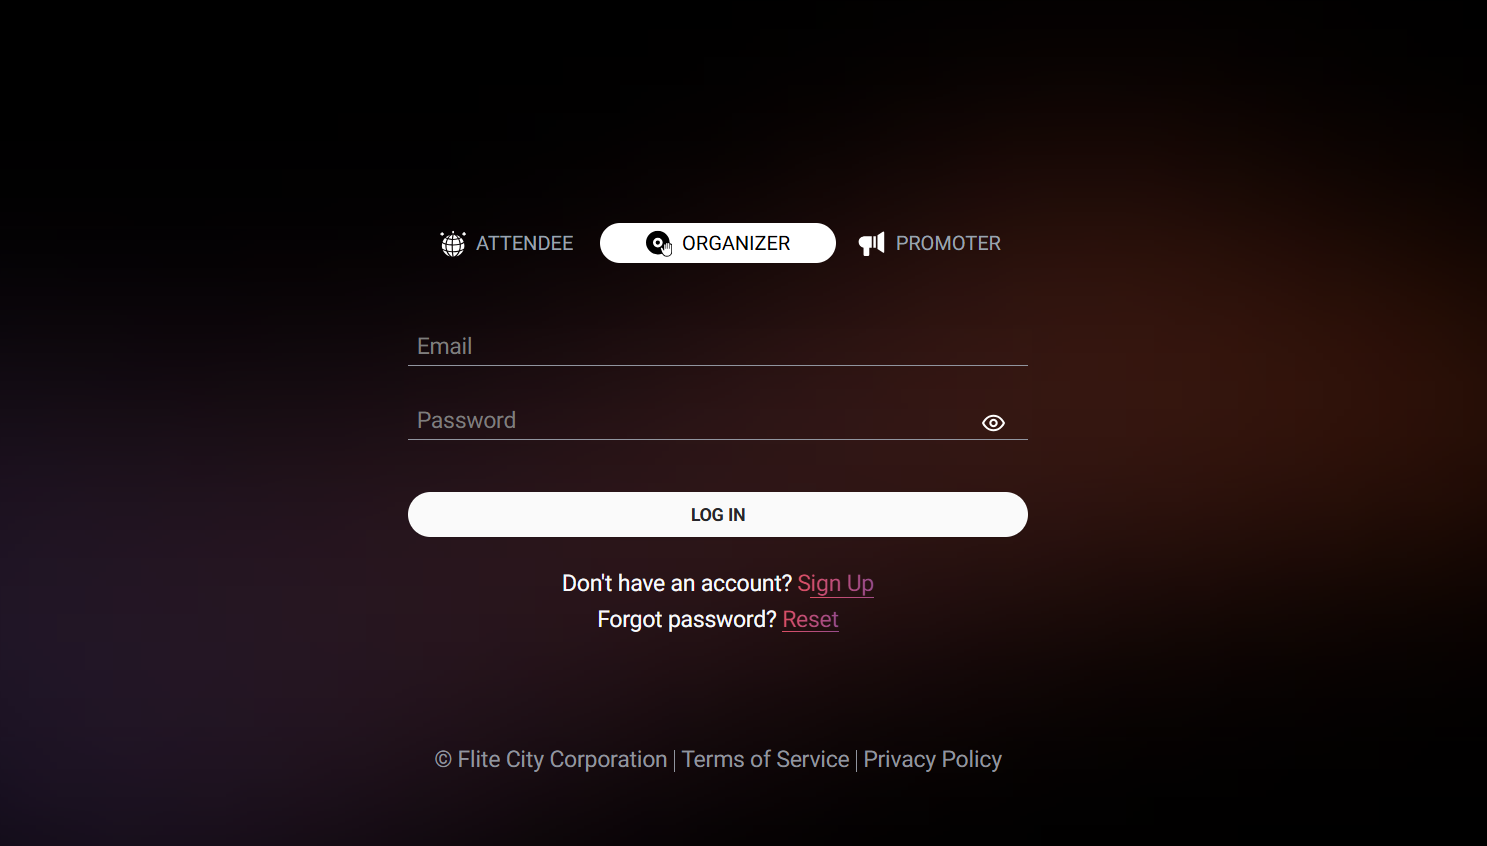 ATTENDEE ORGANIZER PROMOTER
Email
Password
LOG IN
Don't have an account? Sign Up
Forgot password? Reset
© Flite City Corporation | Terms of Service | Privacy Policy